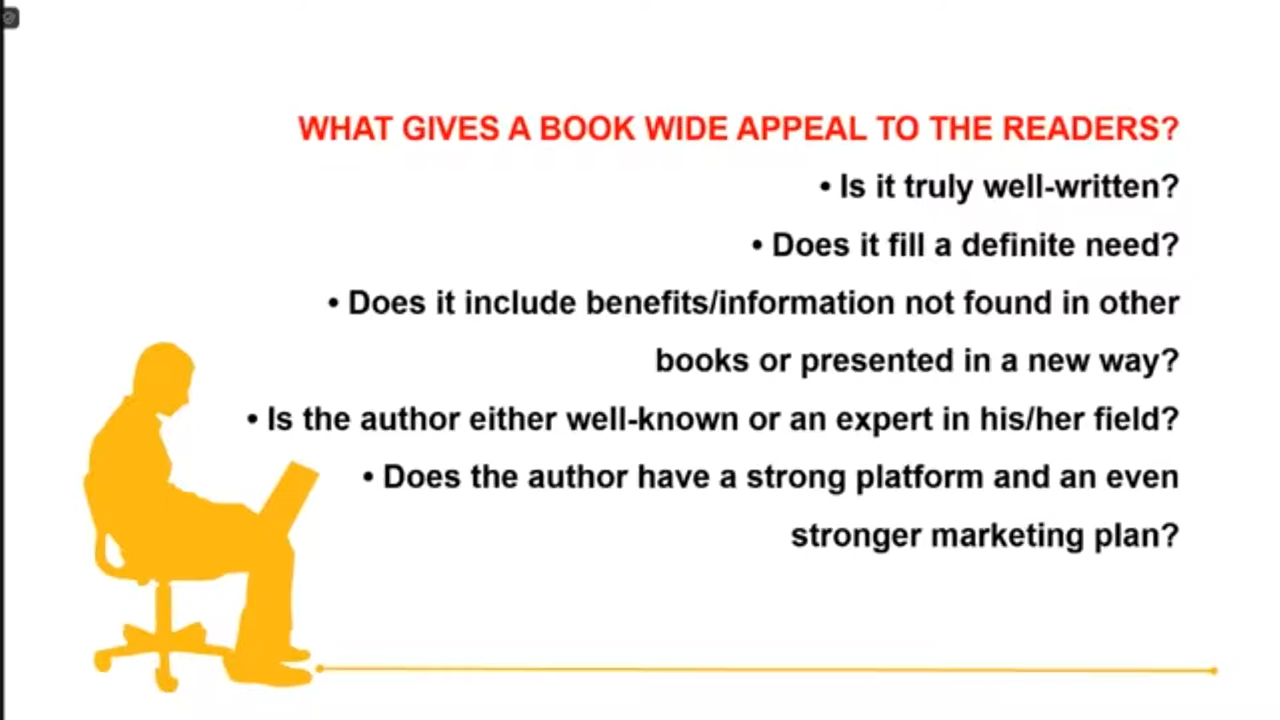 WHAT GIVES A BOOK WIDE APPEAL TO THE READERS?
• Is it truly well-written?
• Does it fill a definite need?
• Does it include benefits/information not found in other
books or presented in a new way?
• Is the author either well-known or an expert in his/her field?
• Does the author have a strong platform and an even
stronger marketing plan?